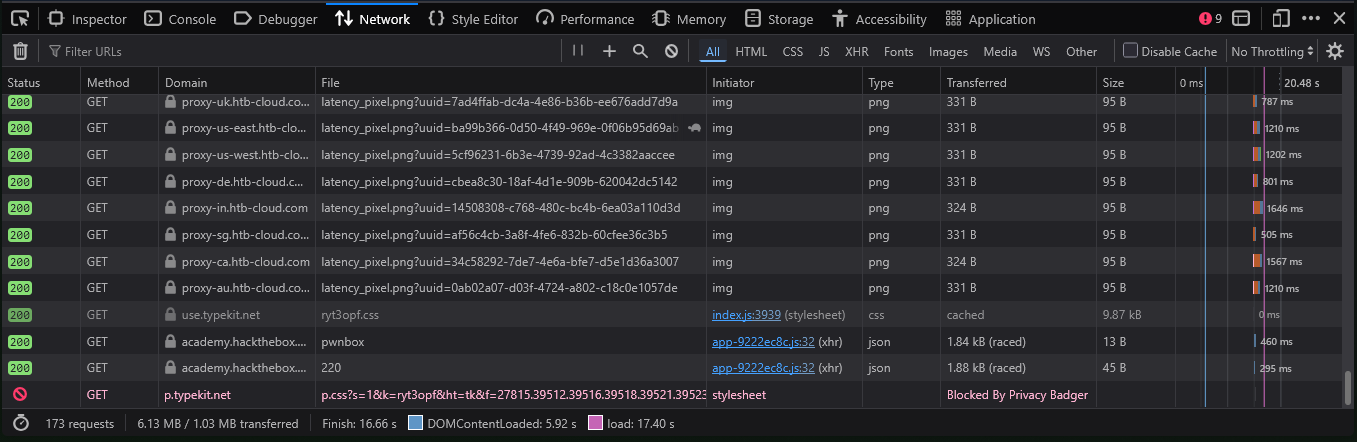 Inspector Console Debugger Network Style Editor Performance Memory Storage Accessibility Application 9
Filter URLs All HTML CSS JS XHR Fonts Images Media WS Other Disable Cache No Throttling
Status Method Domain File Initiator Type Transferred Size 0 ms 20.48 s
200 GET proxy-uk.htb-cloud.co... latency_pixel.png?uuid=7ad4ffab-dc4a-4e86-b36b-ee676add7d9a img png 331 B 95 B 787 ms
200 GET proxy-us-east.htb-clo... latency_pixel.png?uuid=ba99b366-0d50-4f49-969e-0f06b95d69ab img png 331 B 95 B 1210 ms
200 GET proxy-us-west.htb-clo... latency_pixel.png?uuid=5cf96231-6b3e-4739-92ad-4c3382aaccee img png 331 B 95 B 1202 ms
200 GET proxy-de.htb-cloud.co... latency_pixel.png?uuid=cbea8c30-18af-4d1e-909b-620042dc5142 img png 331 B 95 B 801 ms
200 GET proxy-in.htb-cloud.com latency_pixel.png?uuid=14508308-c768-480c-bc4b-6ea03a110d3d img png 324 B 95 B 1646 ms
200 GET proxy-sg.htb-cloud.co... latency_pixel.png?uuid=af56c4cb-3a8f-4fe6-832b-60cfee36c3b5 img png 331 B 95 B 505 ms
200 GET proxy-ca.htb-cloud.com latency_pixel.png?uuid=34c58292-7de7-4e6a-bfe7-d5e1d36a3007 img png 324 B 95 B 1567 ms
200 GET proxy-au.htb-cloud.co... latency_pixel.png?uuid=0ab02a07-d03f-4724-a802-c18c0e1057de img png 331 B 95 B 1210 ms
200 GET use.typekit.net ryt3opf.css index.js:3939 (stylesheet) css cached 9.87 kB 0 ms
200 GET academy.hackthebox.... pwnbox app-9222ec8c.js:32 (xhr) json 1.84 kB (raced) 13 B 460 ms
200 GET academy.hackthebox.... 220 app-9222ec8c.js:32 (xhr) json 1.88 kB (raced) 45 B 295 ms
GET p.typekit.net p.css?s=1&k=ryt3opf&ht=tk&f=27815.39512.39516.39518.39521.39523 stylesheet Blocked By Privacy Badger
173 requests 6.13 MB / 1.03 MB transferred Finish: 16.66 s DOMContentLoaded: 5.92 s load: 17.40 s